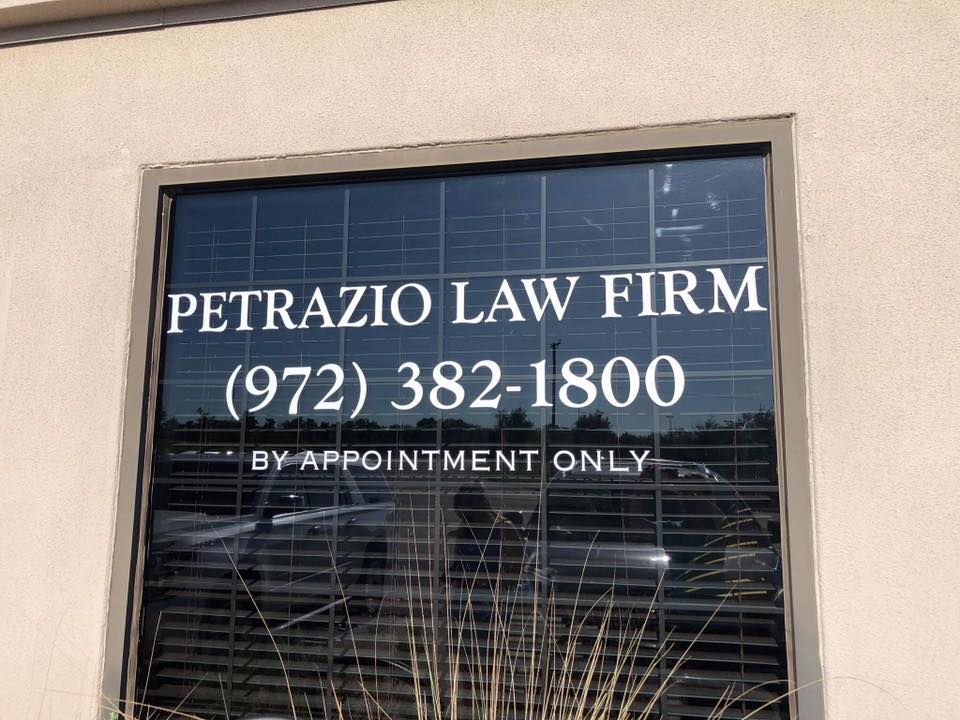 PETRAZIO LAW FIRM
(972) 382-1800
BY APPOINTMENT ONLY